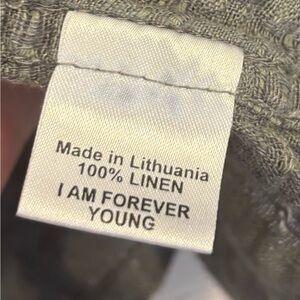 Made in Lithuania
100% LINEN
I AM FOREVER
YOUNG